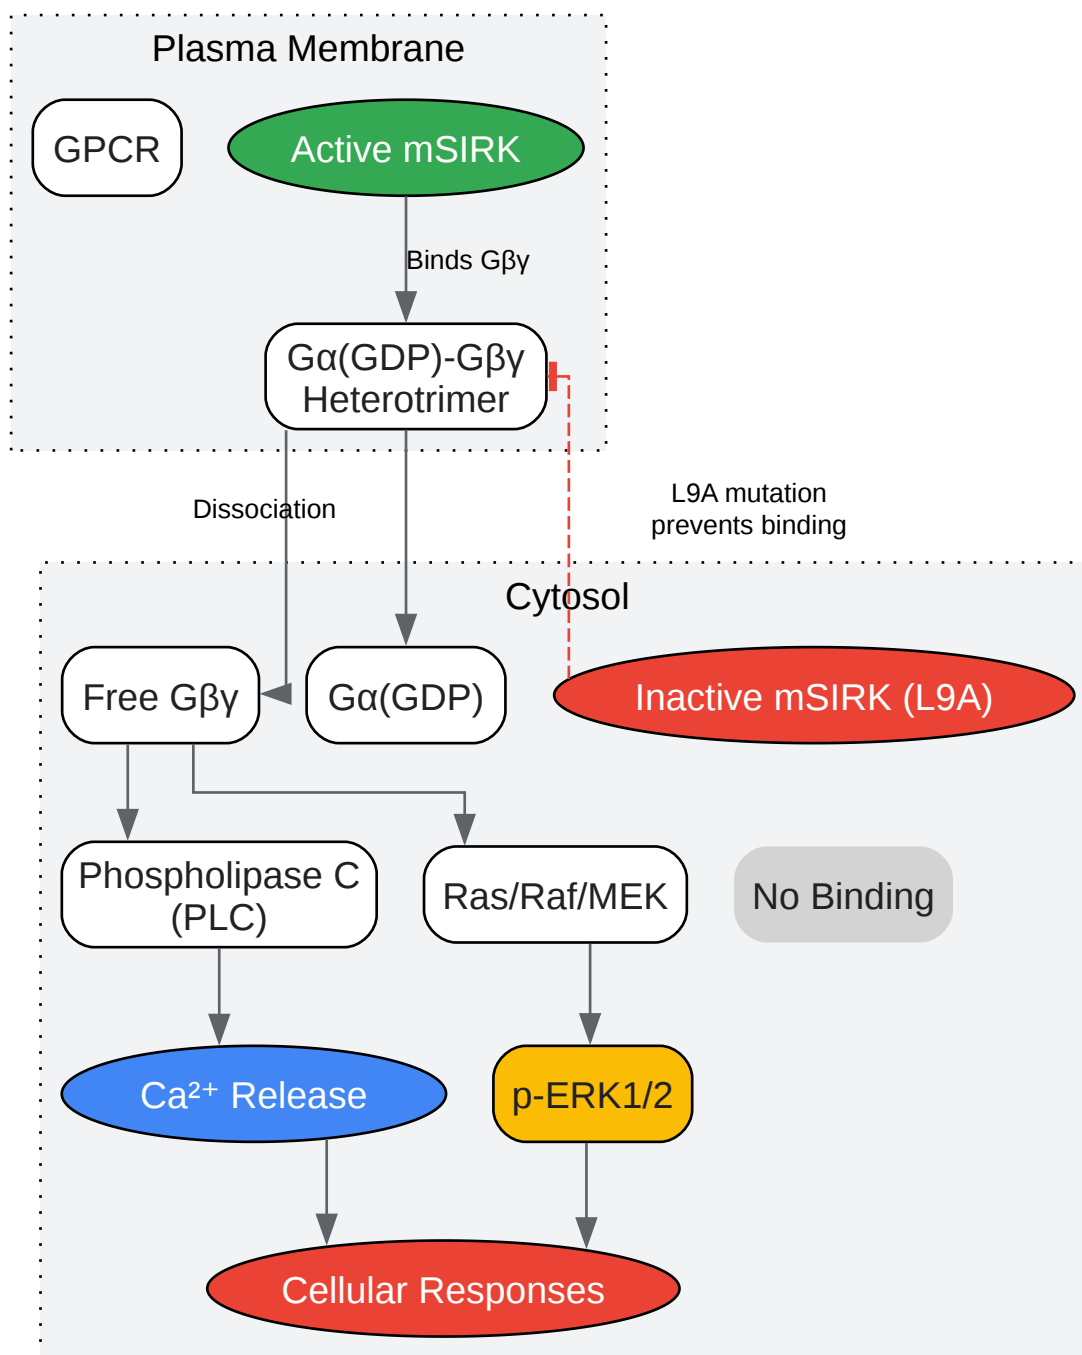 Plasma Membrane
GPCR
Active mSIRK
Binds Gβγ
Gα(GDP)-Gβγ
Heterotrimer
Dissociation
L9A mutation
prevents binding
Cytosol
Free Gβγ
Gα(GDP)
Inactive mSIRK (L9A)
Phospholipase C
(PLC)
Ras/Raf/MEK
No Binding
Ca²⁺ Release
p-ERK1/2
Cellular Responses